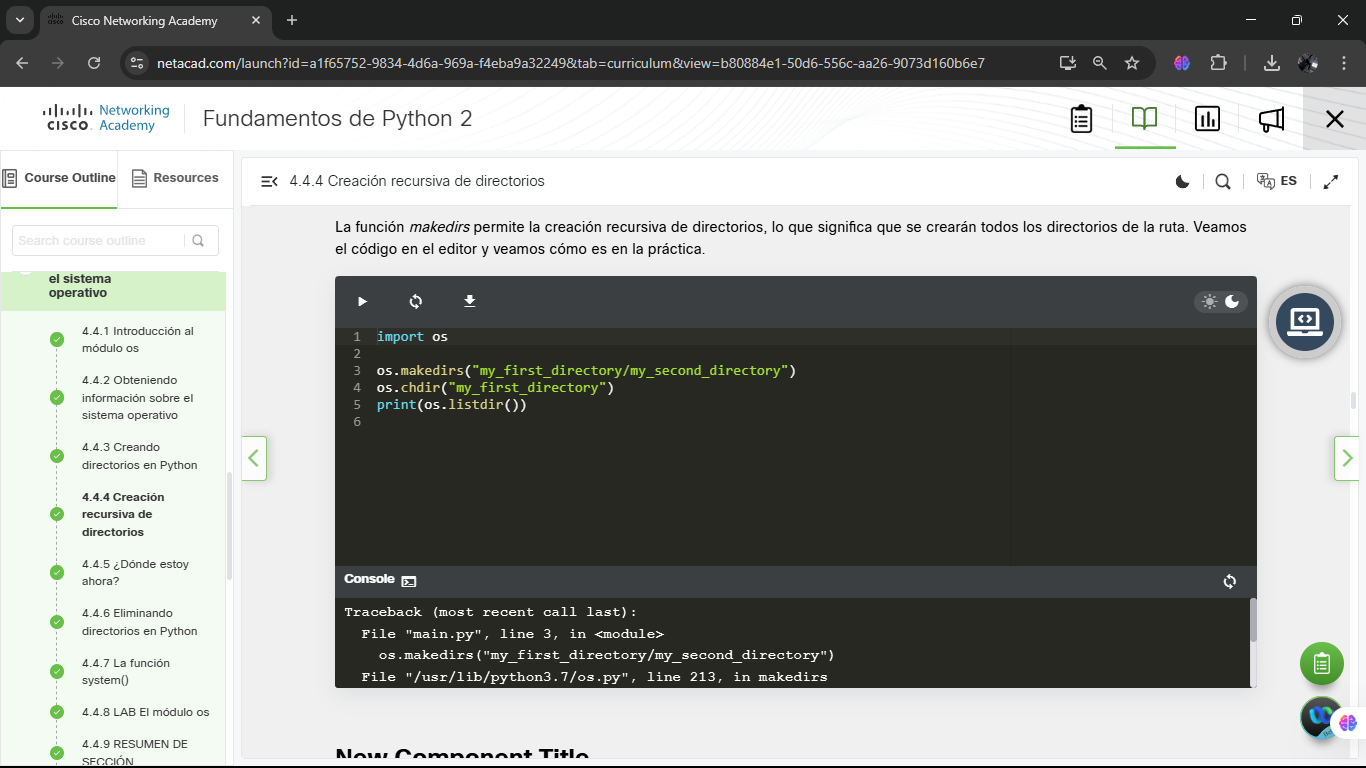 Cisco Networking Academy
netacad.com/launch?id=a1f65752-9834-4d6a-969a-f4eba9a32249&tab=curriculum&view=b80884e1-50d6-556c-aa26-9073d160b6e7
CISCO
Networking
Academy
Fundamentos de Python 2
Course Outline
Resources
Search course outline
el sistema
operativo
4.4.1 Introducción al
módulo os
4.4.2 Obteniendo
información sobre el
sistema operativo
4.4.3 Creando
directorios en Python
4.4.4 Creación
recursiva de
directorios
4.4.5 ¿Dónde estoy
ahora?
4.4.6 Eliminando
directorios en Python
4.4.7 La función
system()
4.4.8 LAB El módulo os
4.4.9 RESUMEN DE
SECCIÓN
4.4.4 Creación recursiva de directorios
ES
La función makedirs permite la creación recursiva de directorios, lo que significa que se crearán todos los directorios de la ruta. Veamos
el código en el editor y veamos cómo es en la práctica.
1 import os
2
3 os.makedirs("my_first_directory/my_second_directory")
4 os.chdir("my_first_directory")
5 print(os.listdir())
6
Console
Traceback (most recent call last):
File "main.py", line 3, in <module>
os.makedirs("my_first_directory/my_second_directory")
File "/usr/lib/python3.7/os.py", line 213, in makedirs
New Component Title